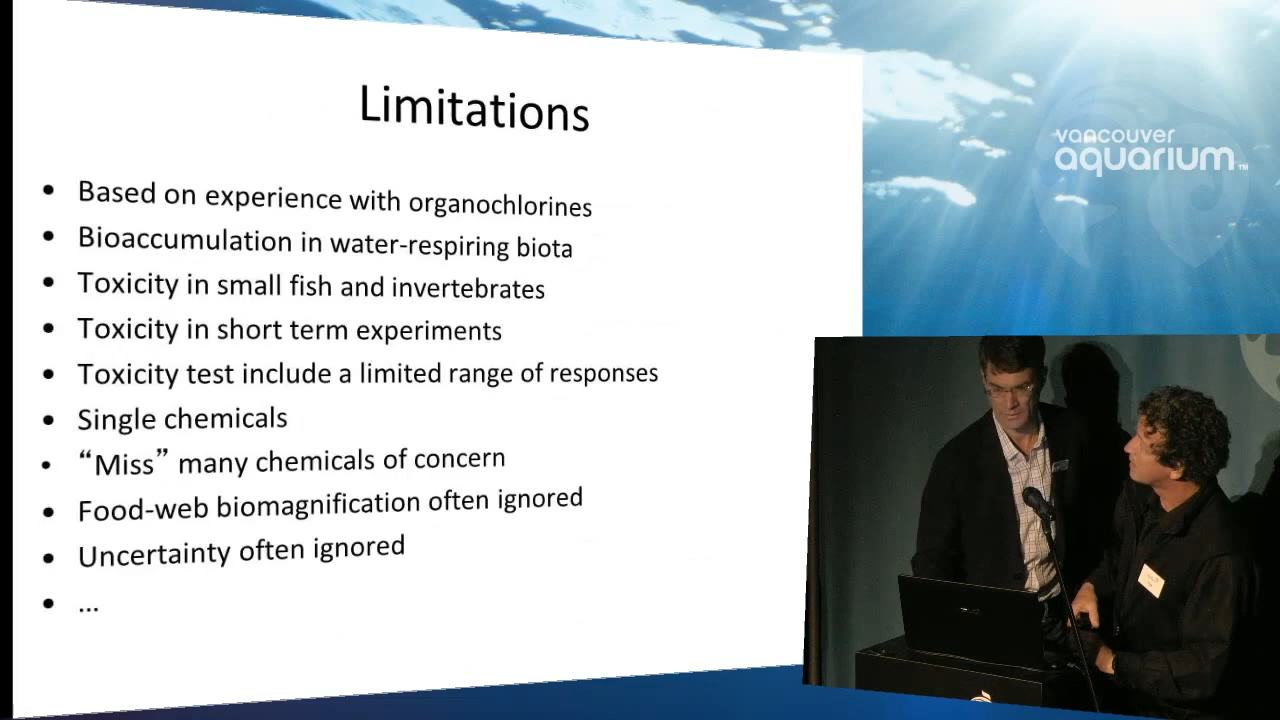 Limitations
• Based on experience with organochlorines
• Bioaccumulation in water-respiring biota
• Toxicity in small fish and invertebrates
• Toxicity in short term experiments
• Toxicity test include a limited range of responses
• Single chemicals
• “Miss” many chemicals of concern
• Food-web biomagnification often ignored
• Uncertainty often ignored
• ...
vancouver
aquarium™